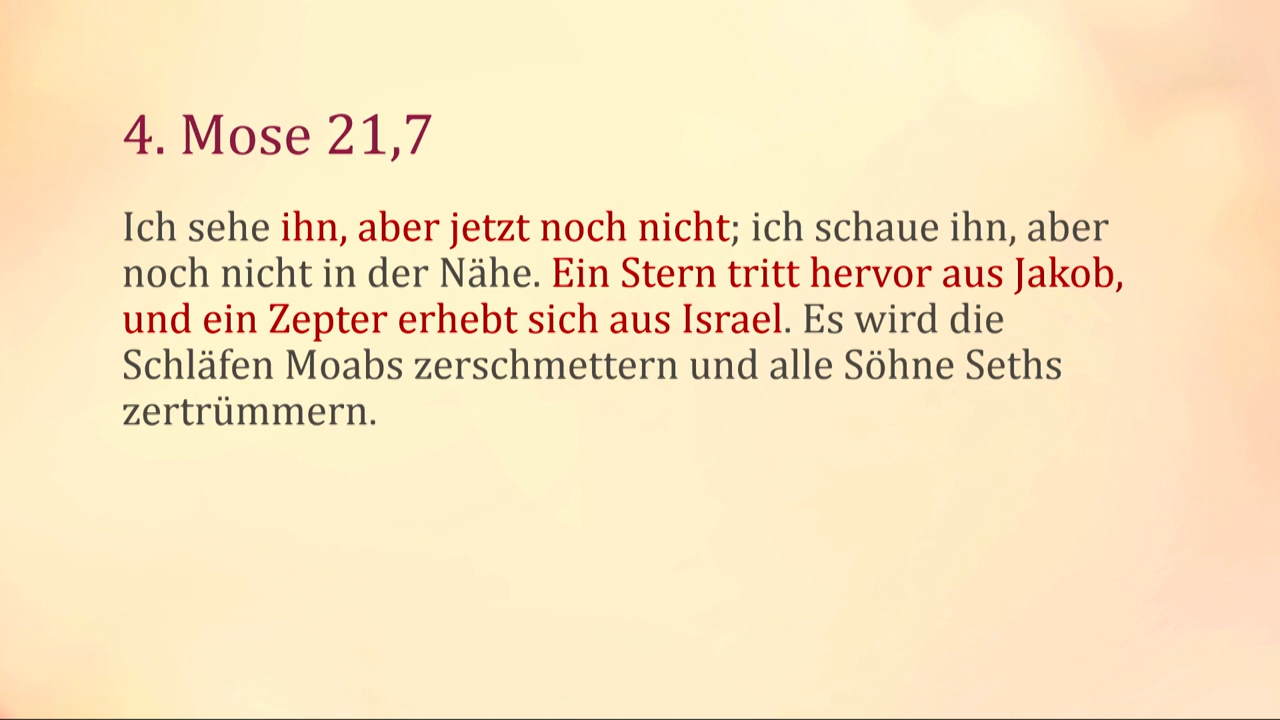 4. Mose 21,7
Ich sehe ihn, aber jetzt noch nicht; ich schaue ihn, aber
noch nicht in der Nähe. Ein Stern tritt hervor aus Jakob,
und ein Zepter erhebt sich aus Israel. Es wird die
Schläfen Moabs zerschmettern und alle Söhne Seths
zertrümmern.